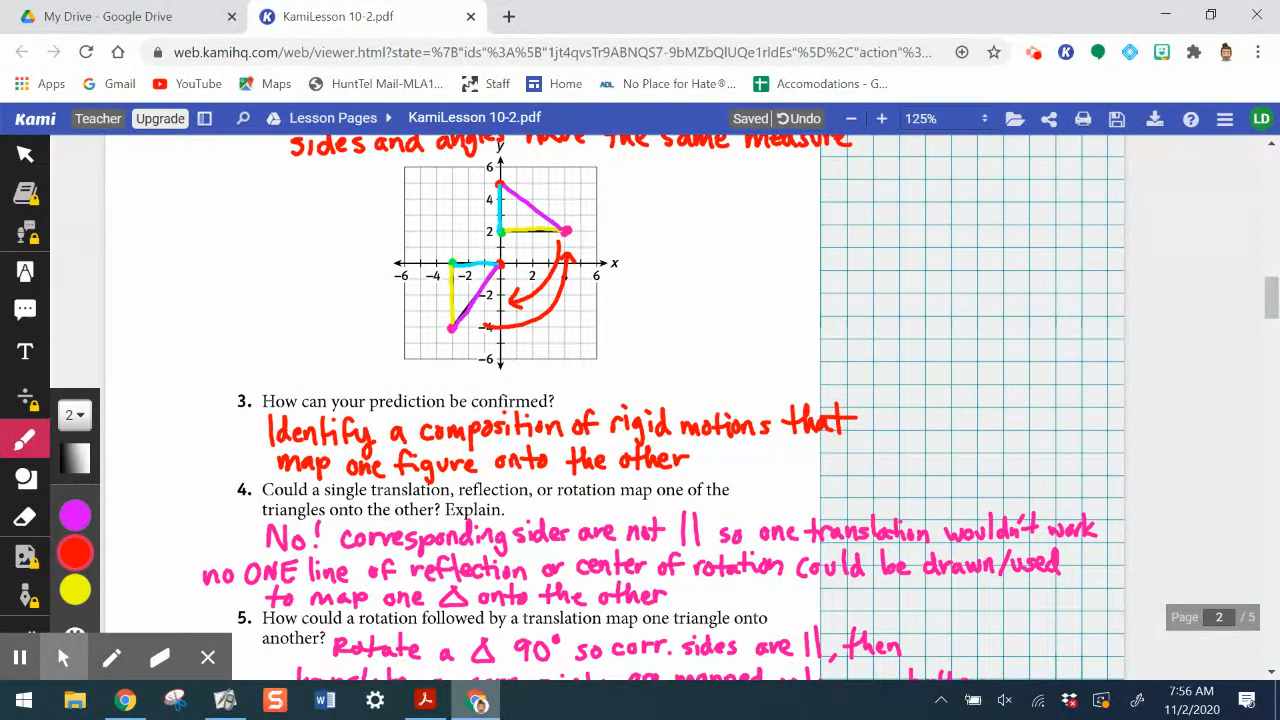 My Drive - Google Drive
KamiLesson 10-2.pdf
web.kamihq.com/web/viewer.html?state=%7B"ids"%3A%5B"1jt4qvsTr9ABNQS7-9bMZbQlUQe1rldEs"%5D%2C"action"%3...
Apps
Gmail
YouTube
Maps
HuntTel Mail-MLA1...
Staff
Home
ADL
No Place for Hate®...
Accomodations - G...
Kami
Teacher
Upgrade
Lesson Pages
KamiLesson 10-2.pdf
Saved
Undo
125%
LD
sides and angles have the same measure
y
6
4
2
x
-6 -4 -2 2 4 6
-2
-4
-6
3. How can your prediction be confirmed?
Identify a composition of rigid motions that
map one figure onto the other
4. Could a single translation, reflection, or rotation map one of the
triangles onto the other? Explain.
No! corresponding sides are not || so one translation wouldn't work
no ONE line of reflection or center of rotation could be drawn/used
to map one Δ onto the other
5. How could a rotation followed by a translation map one triangle onto
another?
Rotate a Δ 90° so corr. sides are ||, then
2
Page 2 / 5
7:56 AM
11/2/2020